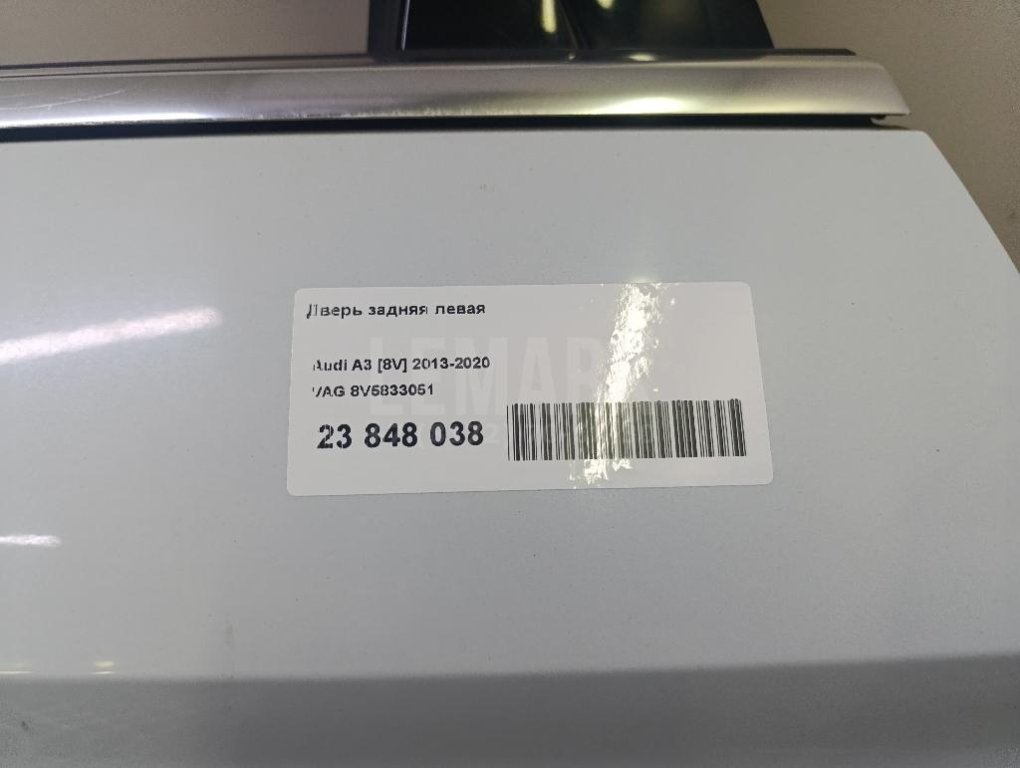 Дверь задняя левая
Audi A3 [8V] 2013-2020
VAG 8V5833051
23 848 038